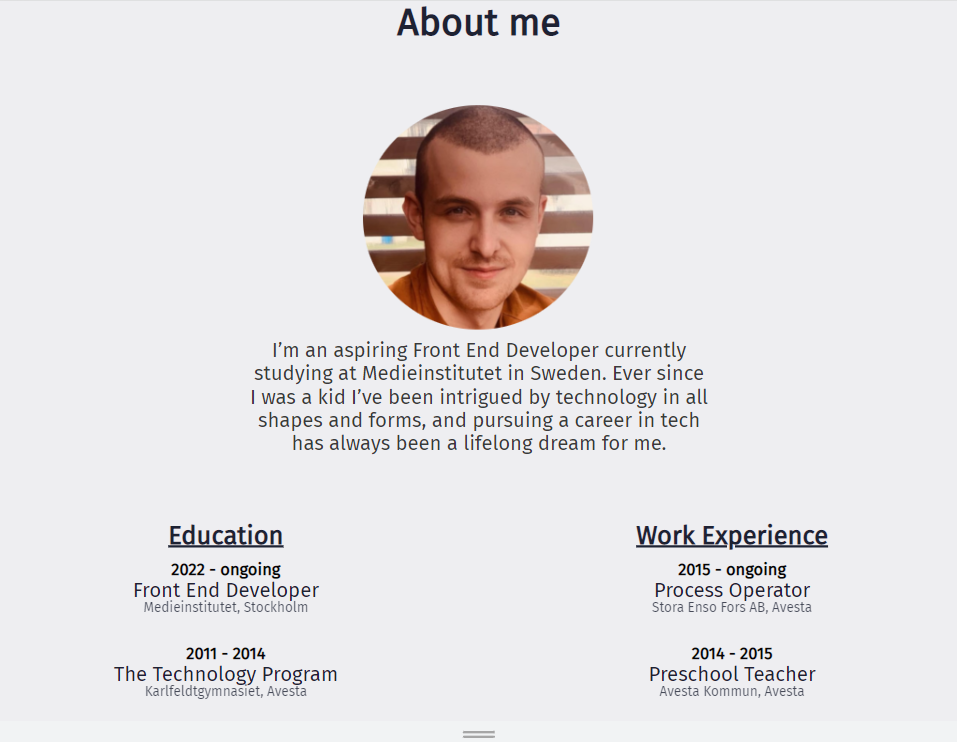 About me
I’m an aspiring Front End Developer currently
studying at Medieinstitutet in Sweden. Ever since
I was a kid I’ve been intrigued by technology in all
shapes and forms, and pursuing a career in tech
has always been a lifelong dream for me.
Education
2022 - ongoing
Front End Developer
Medieinstitutet, Stockholm
2011 - 2014
The Technology Program
Karlfeldtgymnasiet, Avesta
Work Experience
2015 - ongoing
Process Operator
Stora Enso Fors AB, Avesta
2014 - 2015
Preschool Teacher
Avesta Kommun, Avesta